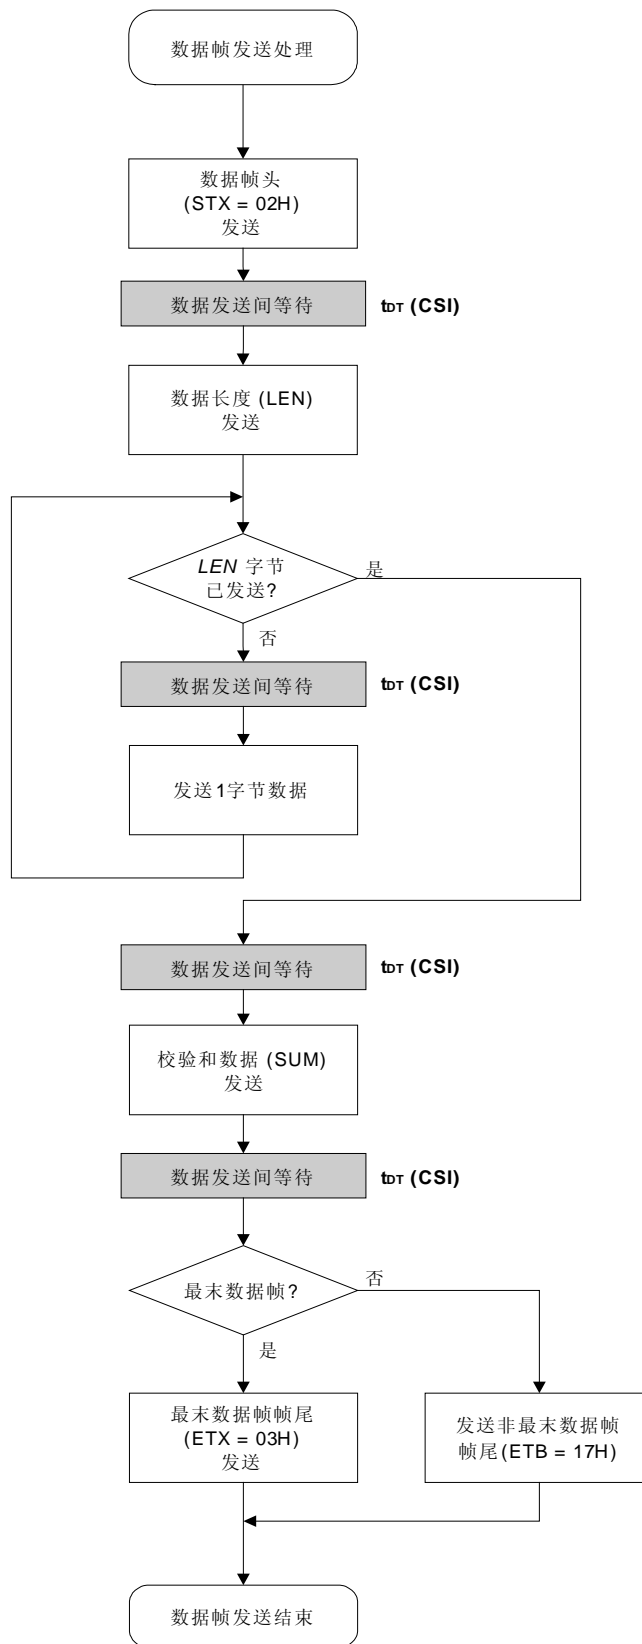 数据帧发送处理
数据帧头
(STX = 02H)
发送
数据发送间等待
tDT (CSI)
数据长度 (LEN)
发送
LEN 字节
已发送?
是
否
数据发送间等待
tDT (CSI)
发送1字节数据
数据发送间等待
tDT (CSI)
校验和数据 (SUM)
发送
数据发送间等待
tDT (CSI)
最末数据帧?
否
是
最末数据帧帧尾
(ETX = 03H)
发送
发送非最末数据帧
帧尾(ETB = 17H)
数据帧发送结束